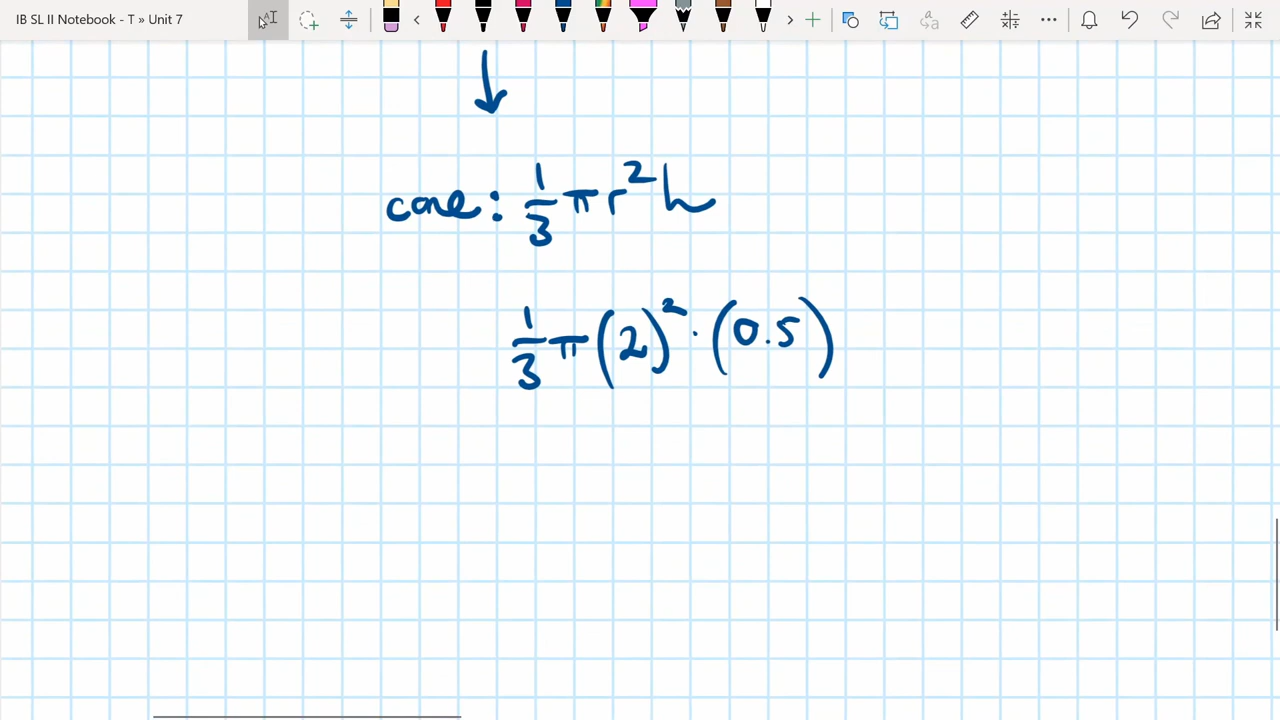 IB SL II Notebook - T » Unit 7
cone: 1/3 π r² h
1/3 π (2)² · (0.5)